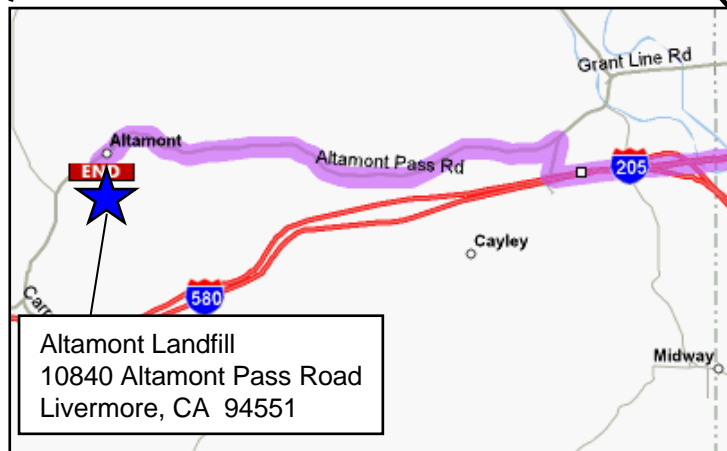 Grant Line Rd
Altamont
END
Altamont Pass Rd
205
Cayley
580
Midway
Altamont Landfill
10840 Altamont Pass Road
Livermore, CA  94551